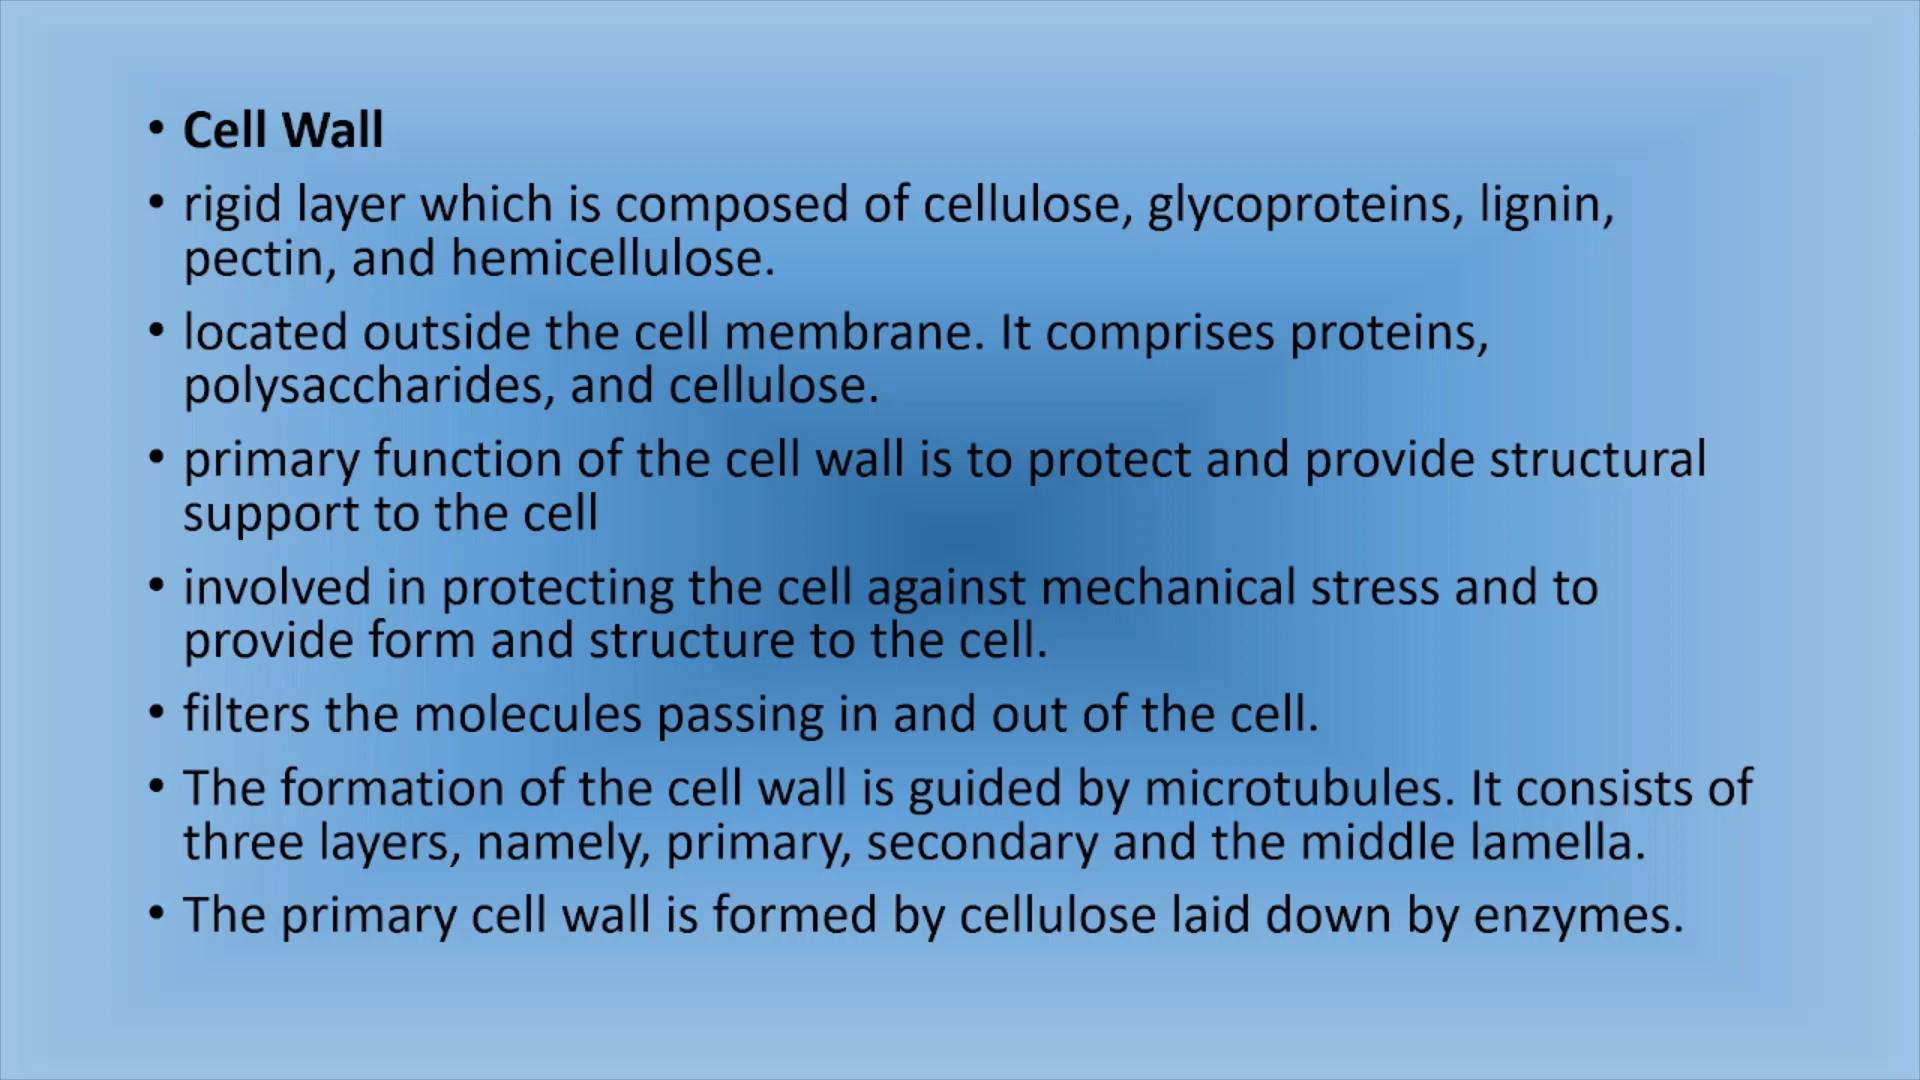 • Cell Wall
• rigid layer which is composed of cellulose, glycoproteins, lignin,
pectin, and hemicellulose.
• located outside the cell membrane. It comprises proteins,
polysaccharides, and cellulose.
• primary function of the cell wall is to protect and provide structural
support to the cell
• involved in protecting the cell against mechanical stress and to
provide form and structure to the cell.
• filters the molecules passing in and out of the cell.
• The formation of the cell wall is guided by microtubules. It consists of
three layers, namely, primary, secondary and the middle lamella.
• The primary cell wall is formed by cellulose laid down by enzymes.